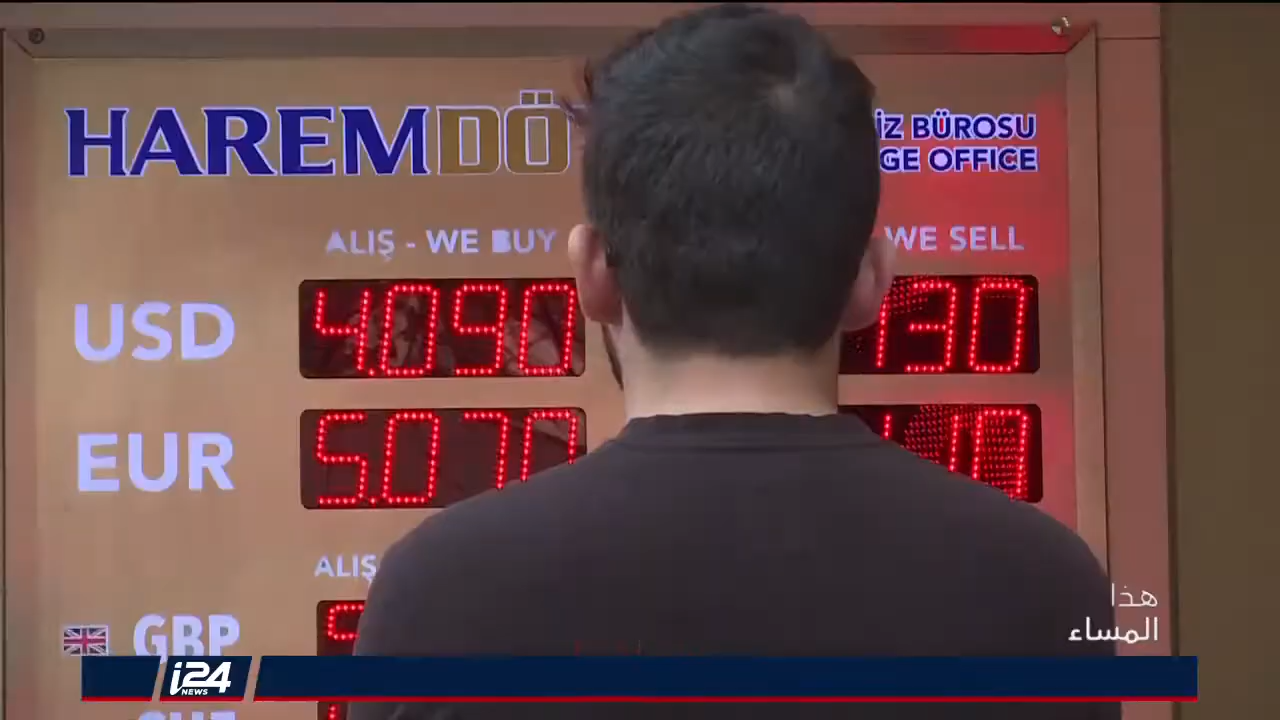 HAREMDÖ
İZ BÜROSU
GE OFFICE
ALIŞ - WE BUY
WE SELL
USD 4.090 130
EUR 5.070
ALIŞ
GBP
هذا
المساء
i24
NEWS